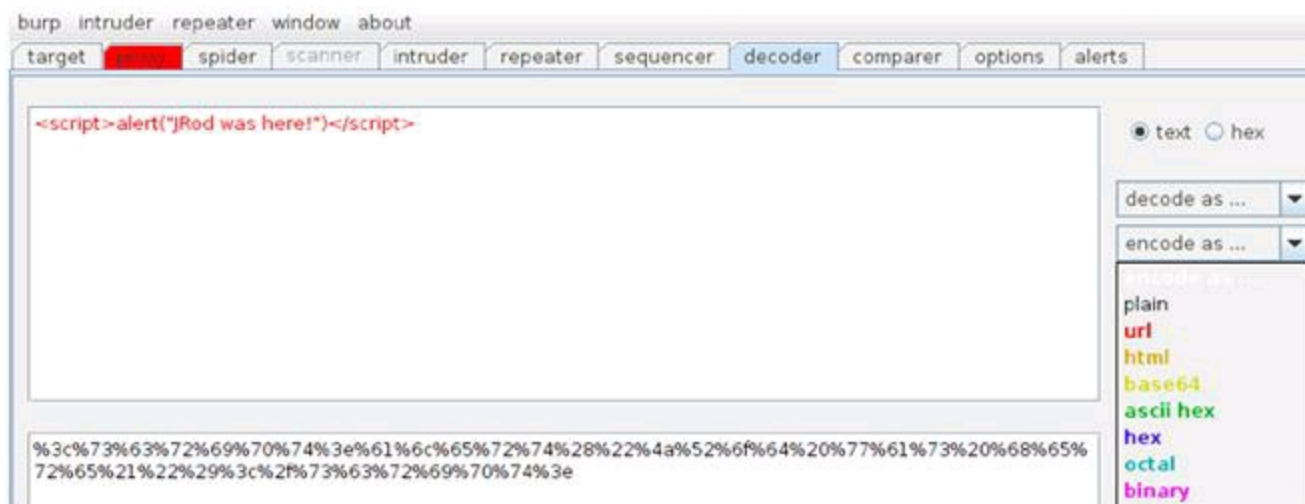 burp intruder repeater window about
target proxy spider scanner intruder repeater sequencer decoder comparer options alerts
<script>alert("JRod was here!")</script>
text hex
decode as ...
encode as ...
encode as ...
plain
url
html
base64
ascii hex
hex
octal
binary
%3c%73%63%72%69%70%74%3e%61%6c%65%72%74%28%22%4a%52%6f%64%20%77%61%73%20%68%65%
72%65%21%22%29%3c%2f%73%63%72%69%70%74%3e